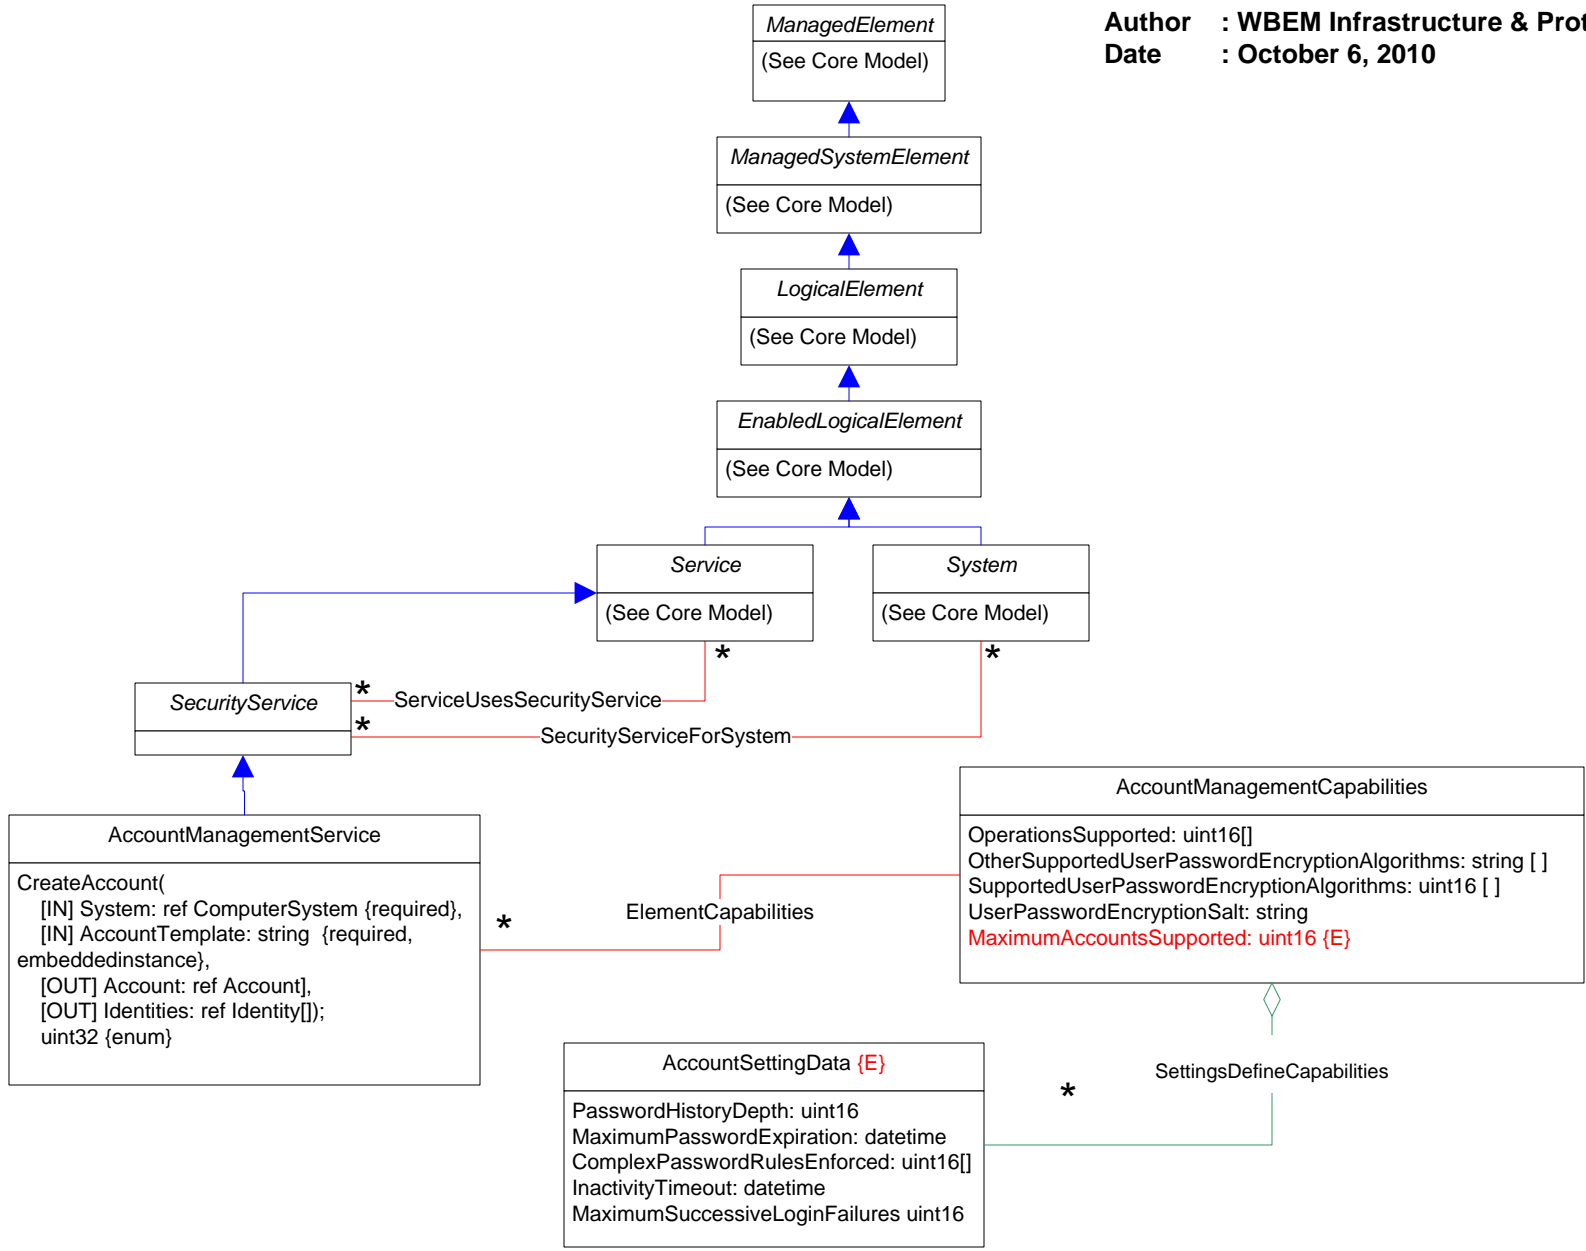 Author : WBEM Infrastructure & Prot
Date : October 6, 2010
ManagedElement
(See Core Model)
ManagedSystemElement
(See Core Model)
LogicalElement
(See Core Model)
EnabledLogicalElement
(See Core Model)
Service
(See Core Model)
System
(See Core Model)
*
*
SecurityService
*
ServiceUsesSecurityService
*
SecurityServiceForSystem
AccountManagementService
CreateAccount(
[IN] System: ref ComputerSystem {required},
[IN] AccountTemplate: string {required,
embeddedinstance},
[OUT] Account: ref Account],
[OUT] Identities: ref Identity[]);
uint32 {enum}
*
ElementCapabilities
AccountManagementCapabilities
OperationsSupported: uint16[]
OtherSupportedUserPasswordEncryptionAlgorithms: string [ ]
SupportedUserPasswordEncryptionAlgorithms: uint16 [ ]
UserPasswordEncryptionSalt: string
MaximumAccountsSupported: uint16 {E}
SettingsDefineCapabilities
*
AccountSettingData {E}
PasswordHistoryDepth: uint16
MaximumPasswordExpiration: datetime
ComplexPasswordRulesEnforced: uint16[]
InactivityTimeout: datetime
MaximumSuccessiveLoginFailures uint16